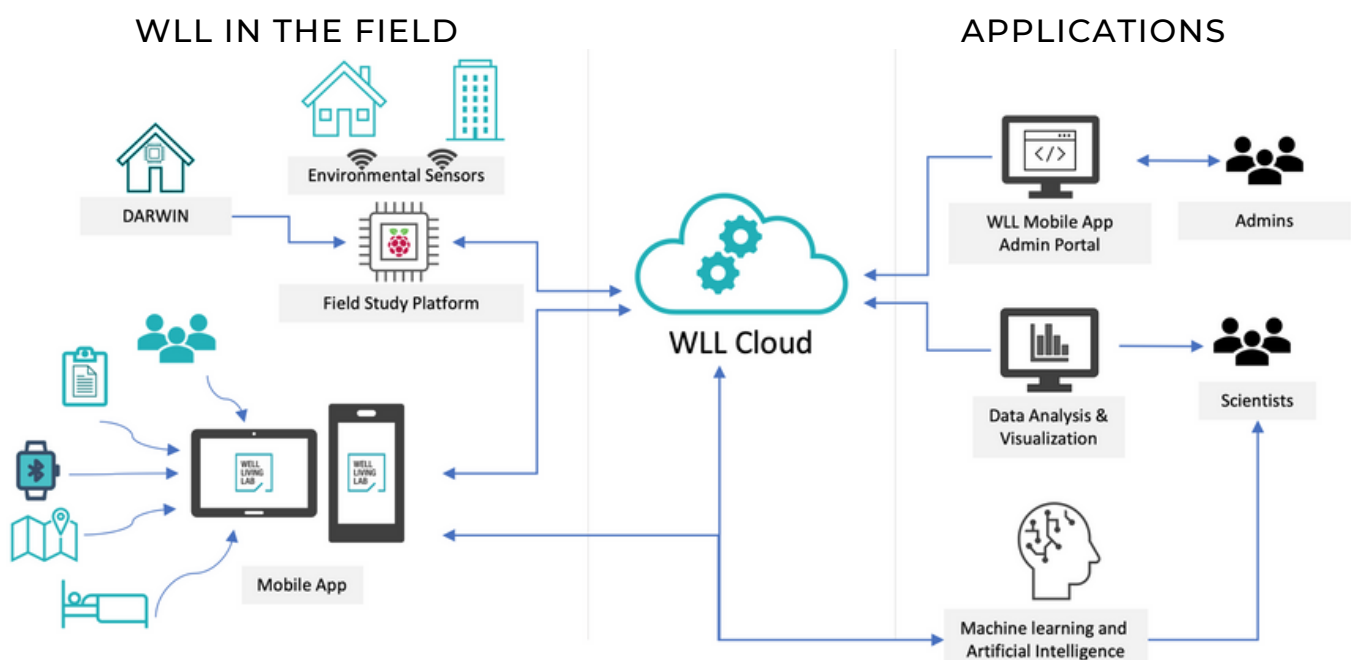 WLL IN THE FIELD
APPLICATIONS
Environmental Sensors
DARWIN
Field Study Platform
WLL Cloud
</>
WLL Mobile App
Admin Portal
Admins
Data Analysis &
Visualization
Scientists
WELL
LIVING
LAB
WELL
LIVING
LAB
Mobile App
Machine learning and
Artificial Intelligence